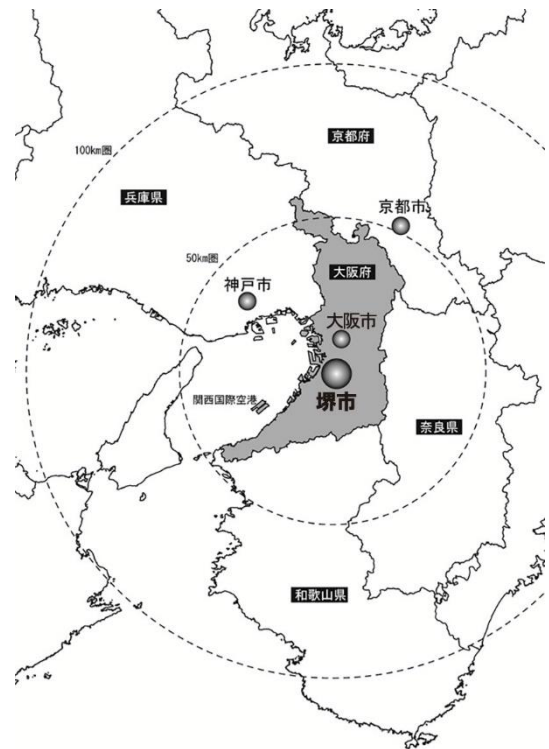 京都府
100km圏
兵庫県
京都市
50km圏
大阪府
神戸市
大阪市
関西国際空港
堺市
奈良県
和歌山県